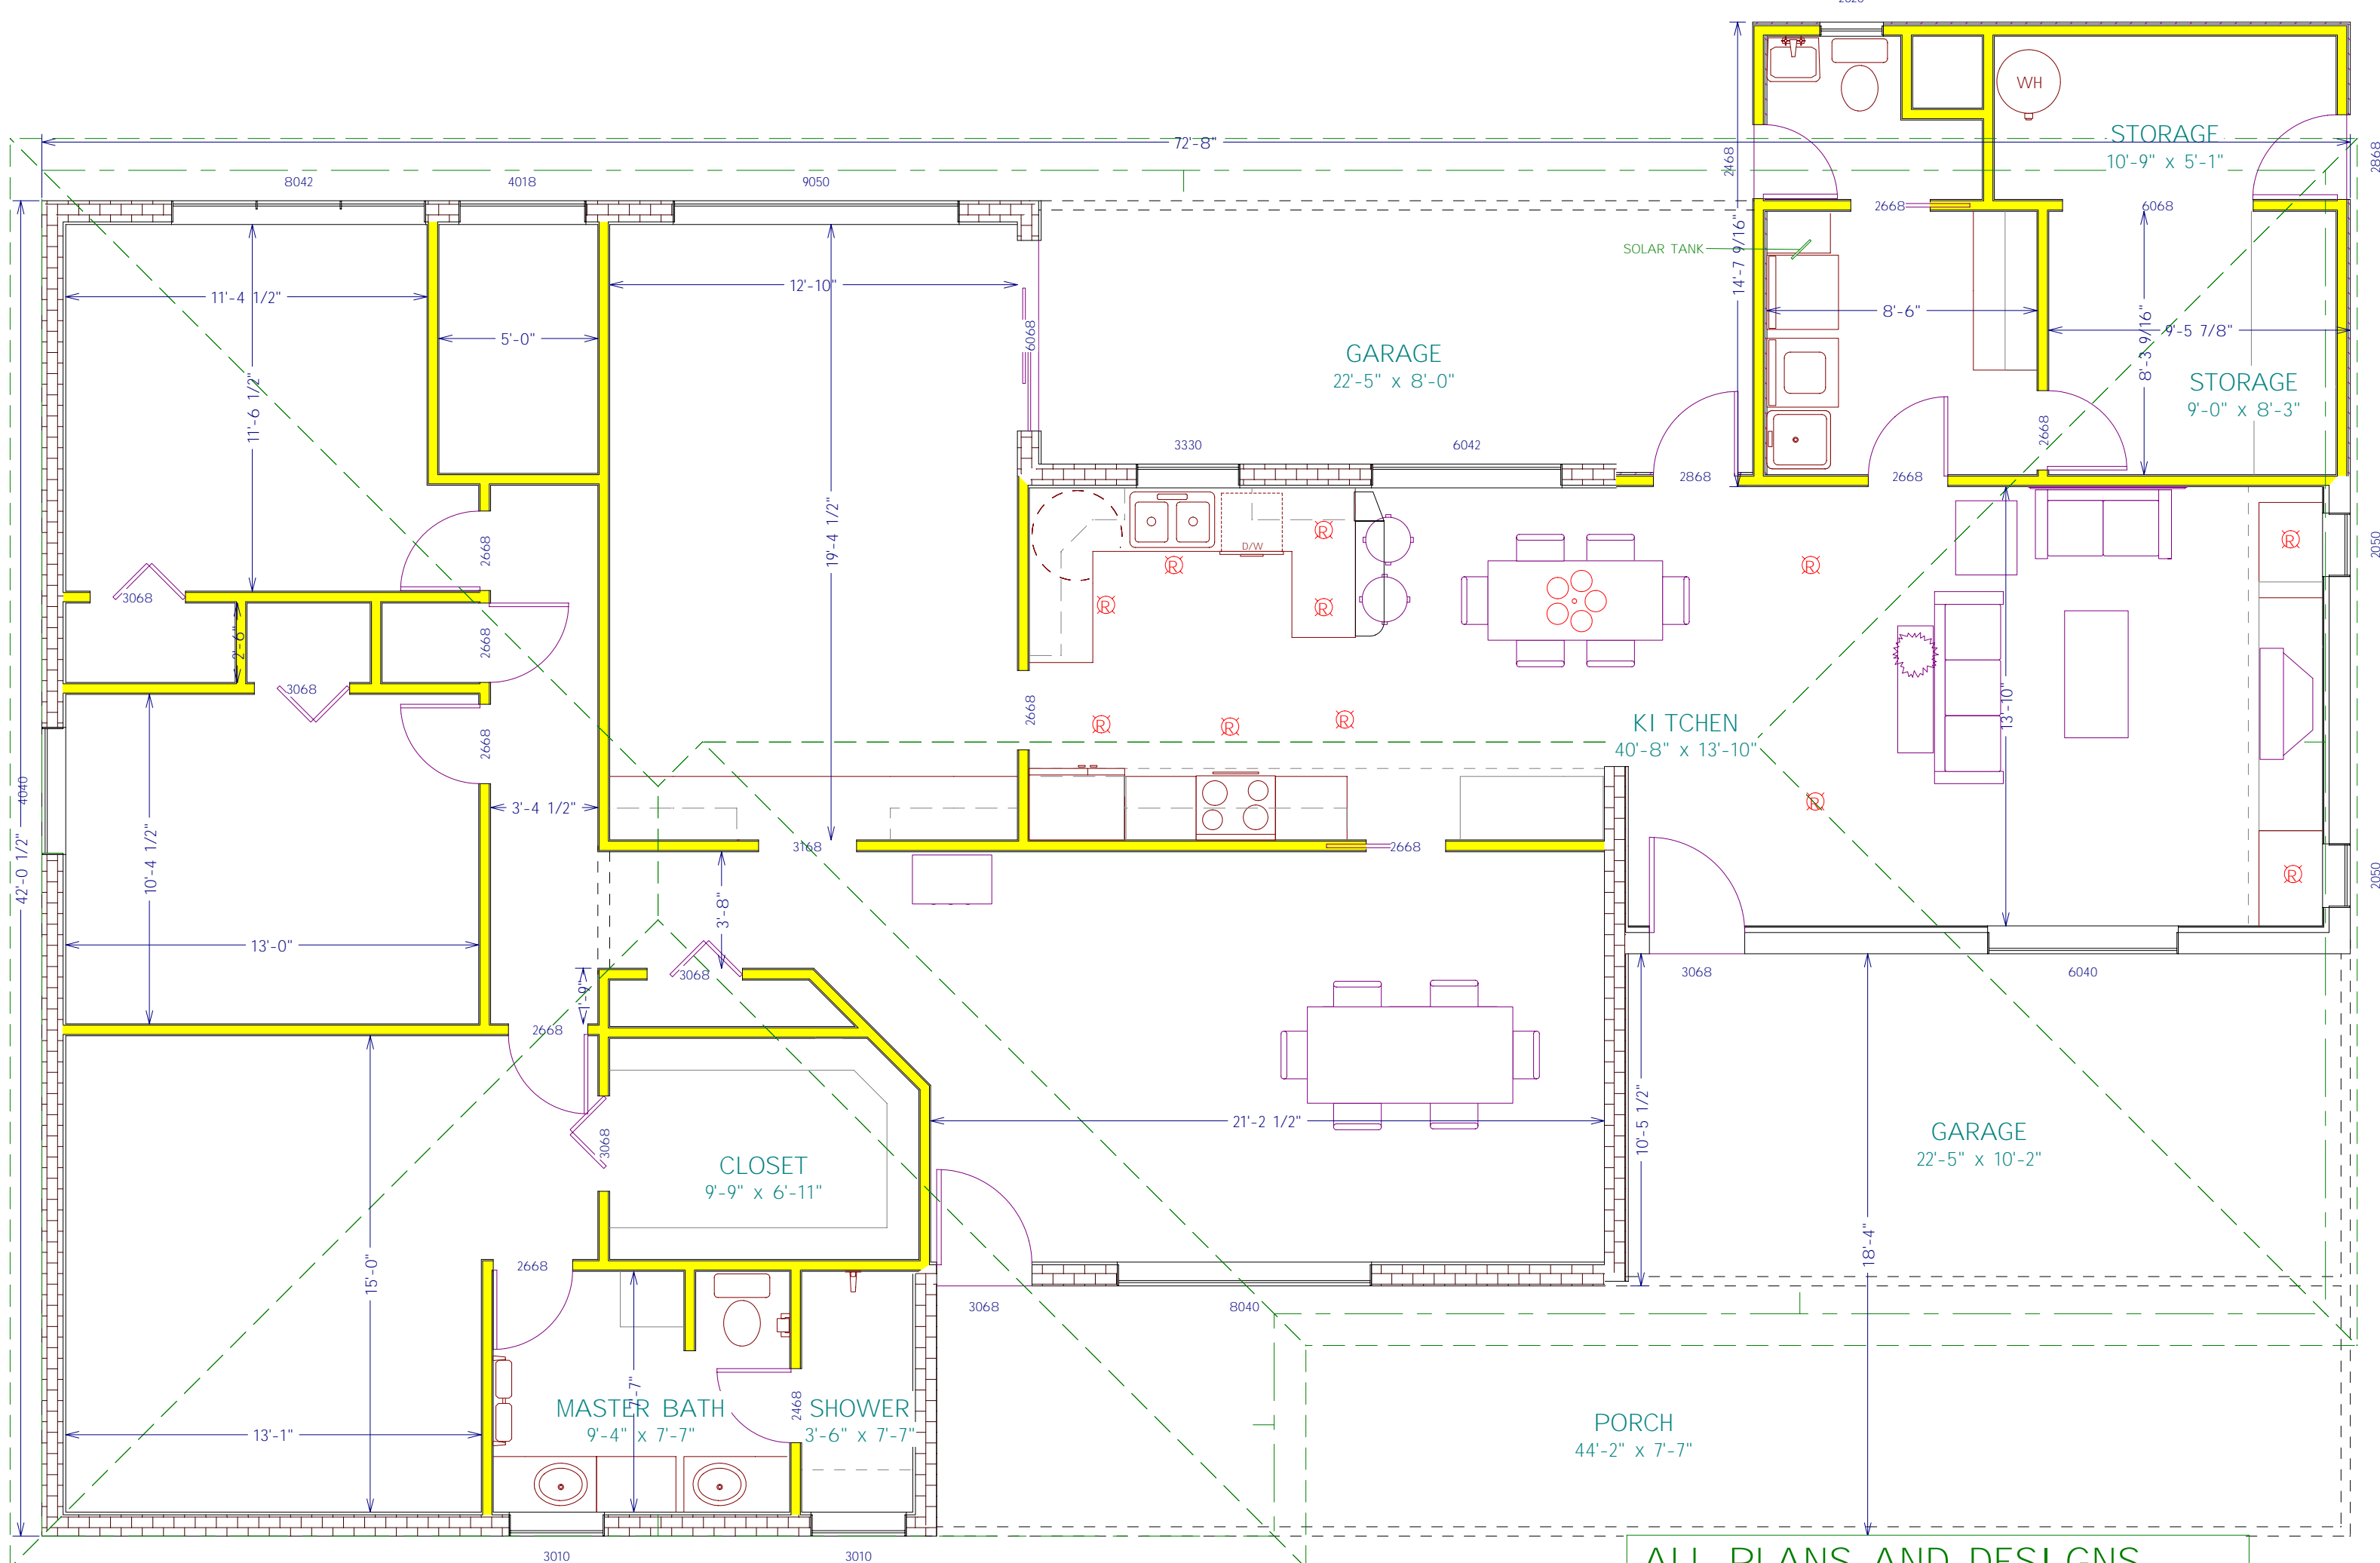 72'-8"
8042
4018
9050
2468
STORAGE
10'-9" x 5'-1"
2868
WH
2668
6068
SOLAR TANK
14'-7 9/16"
11'-4 1/2"
12'-10"
8'-6"
9'-5 7/8"
8'-3 9/16"
5'-0"
6068
GARAGE
22'-5" x 8'-0"
STORAGE
9'-0" x 8'-3"
11'-6 1/2"
3330
6042
2668
2868
2668
19'-4 1/2"
2668
D/W
R
R
R
2050
3068
R
R
R
2'-6"
2668
3068
2668
2668
R
R
R
KITCHEN
40'-8" x 13'-10"
13'-10"
4040
3'-4 1/2"
R
42'-0 1/2"
10'-4 1/2"
3168
2668
R
2050
3'-8"
13'-0"
3068
3068
6040
1'-9"
2668
21'-2 1/2"
10'-5 1/2"
GARAGE
22'-5" x 10'-2"
3068
CLOSET
9'-9" x 6'-11"
18'-4"
15'-0"
2668
3068
8040
7'-7"
MASTER BATH
9'-4" x 7'-7"
2468
SHOWER
3'-6" x 7'-7"
PORCH
44'-2" x 7'-7"
13'-1"
3010
3010
ALL PLANS AND DESIGNS